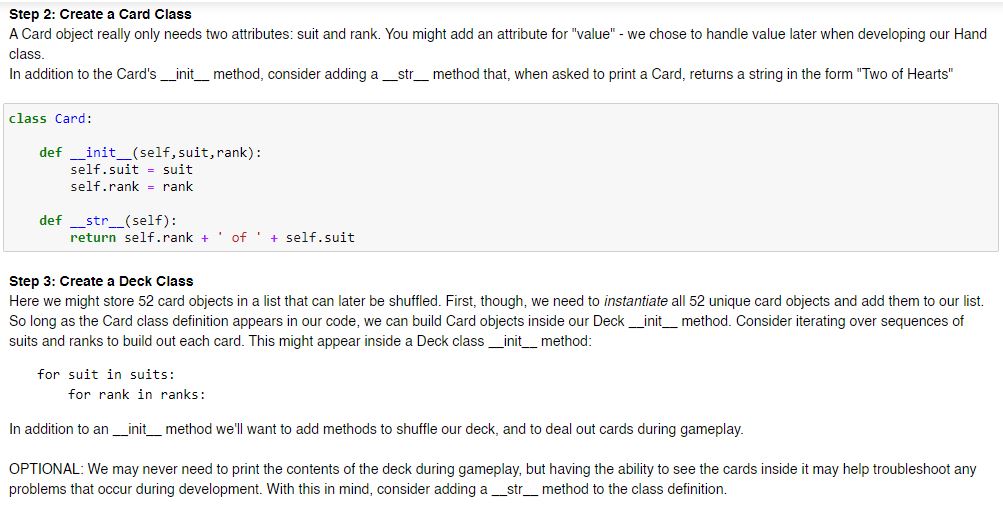 Step 2: Create a Card Class
A Card object really only needs two attributes: suit and rank. You might add an attribute for "value" - we chose to handle value later when developing our Hand
class.
In addition to the Card's __init__ method, consider adding a __str__ method that, when asked to print a Card, returns a string in the form "Two of Hearts"
class Card:
    def __init__(self,suit,rank):
        self.suit = suit
        self.rank = rank
    def __str__(self):
        return self.rank + ' of ' + self.suit
Step 3: Create a Deck Class
Here we might store 52 card objects in a list that can later be shuffled. First, though, we need to instantiate all 52 unique card objects and add them to our list.
So long as the Card class definition appears in our code, we can build Card objects inside our Deck __init__ method. Consider iterating over sequences of
suits and ranks to build out each card. This might appear inside a Deck class __init__ method:
for suit in suits:
    for rank in ranks:
In addition to an __init__ method we'll want to add methods to shuffle our deck, and to deal out cards during gameplay.
OPTIONAL: We may never need to print the contents of the deck during gameplay, but having the ability to see the cards inside it may help troubleshoot any
problems that occur during development. With this in mind, consider adding a __str__ method to the class definition.